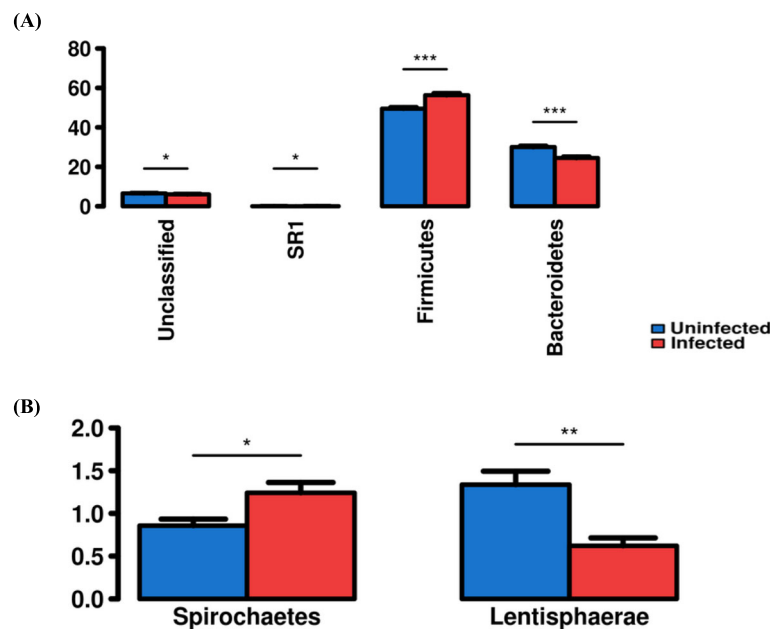 (A)
80
60
40
20
0
*
*
***
***
Unclassified
SR1
Firmicutes
Bacteroidetes
Uninfected
Infected
(B)
2.0
1.5
1.0
0.5
0.0
*
**
Spirochaetes
Lentisphaerae